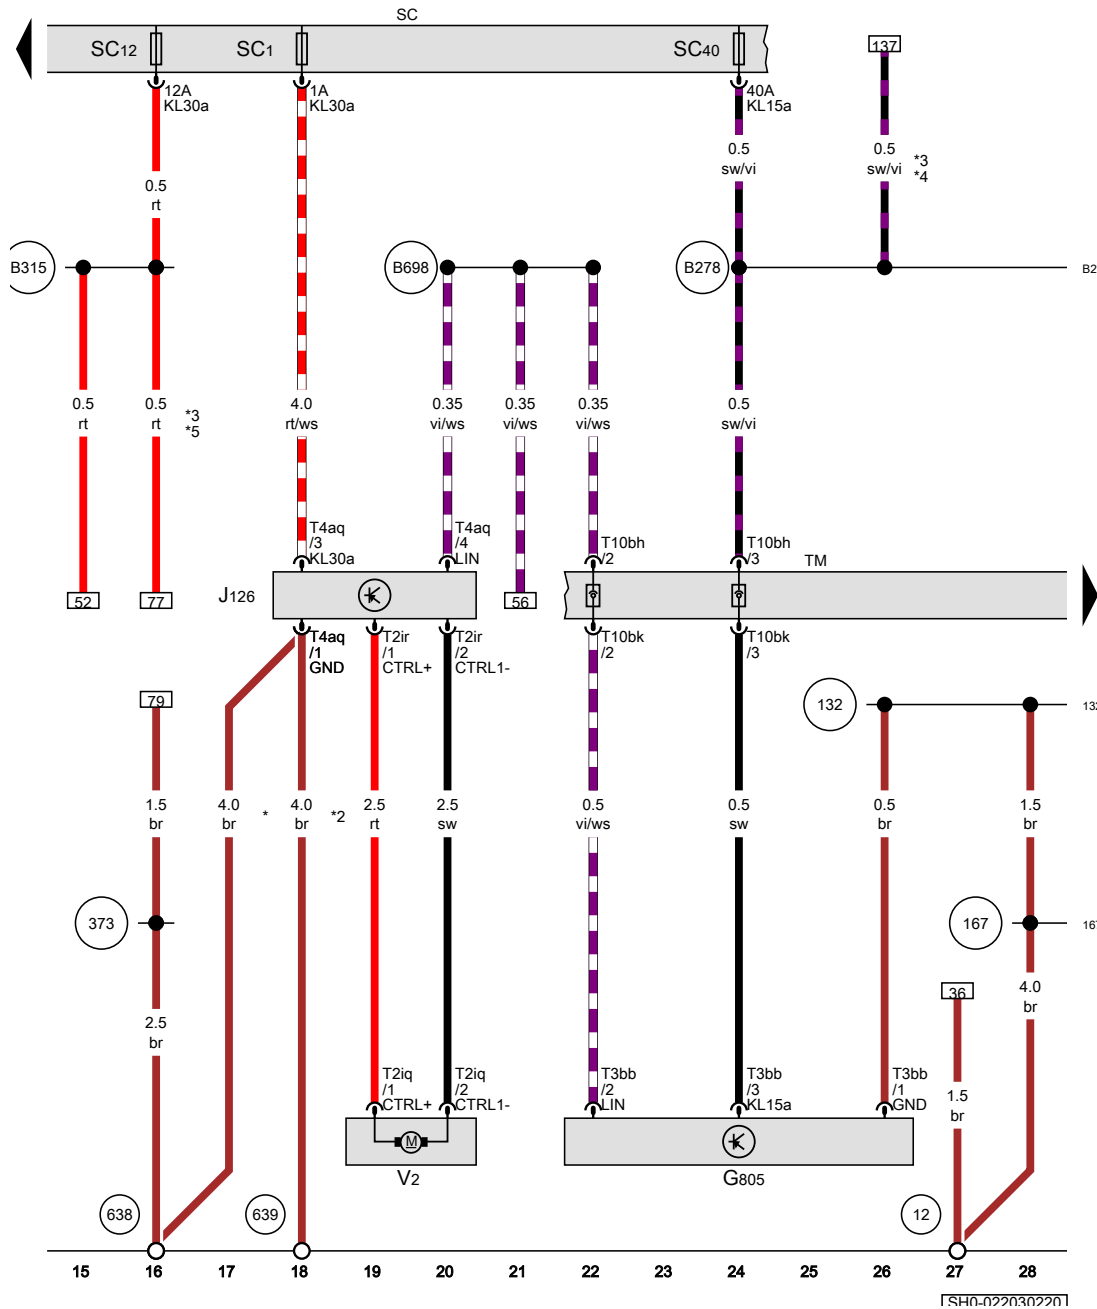 SC
SC12
SC1
SC40
137
12A
KL30a
1A
KL30a
40A
KL15a
0.5
sw/vi
0.5
sw/vi
*3
*4
0.5
rt
B315
B698
B278
B2
0.5
rt
0.5
rt
*3
*5
4.0
rt/ws
0.35
vi/ws
0.35
vi/ws
0.35
vi/ws
0.5
sw/vi
T4aq
/3
KL30a
T4aq
/4
LIN
T10bh
/2
T10bh
/3
TM
52
77
J126
56
T4aq
/1
GND
T2ir
/1
CTRL+
T2ir
/2
CTRL1-
T10bk
/2
T10bk
/3
79
132
132
1.5
br
4.0
br
*
4.0
br
*2
2.5
rt
2.5
sw
0.5
vi/ws
0.5
sw
0.5
br
1.5
br
373
167
167
36
2.5
br
4.0
br
T2iq
/1
CTRL+
T2iq
/2
CTRL1-
T3bb
/2
LIN
T3bb
/3
KL15a
T3bb
/1
GND
1.5
br
M
V2
G805
638
639
12
15 16 17 18 19 20 21 22 23 24 25 26 27 28
SH0-022030220